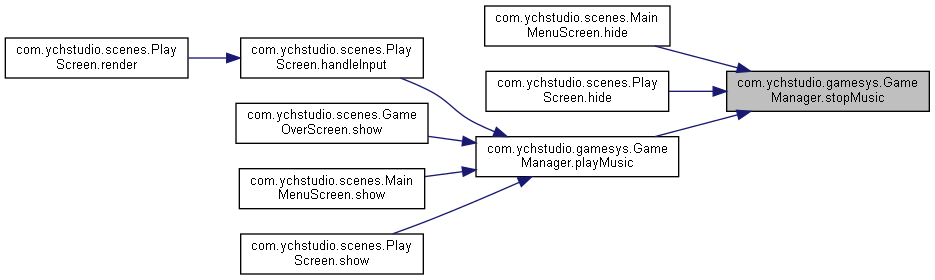 com.ychstudio.scenes.Main
MenuScreen.hide
com.ychstudio.scenes.Play
Screen.render
com.ychstudio.scenes.Play
Screen.handleInput
com.ychstudio.scenes.Play
Screen.hide
com.ychstudio.gamesys.Game
Manager.stopMusic
com.ychstudio.scenes.Game
OverScreen.show
com.ychstudio.gamesys.Game
Manager.playMusic
com.ychstudio.scenes.Main
MenuScreen.show
com.ychstudio.scenes.Play
Screen.show